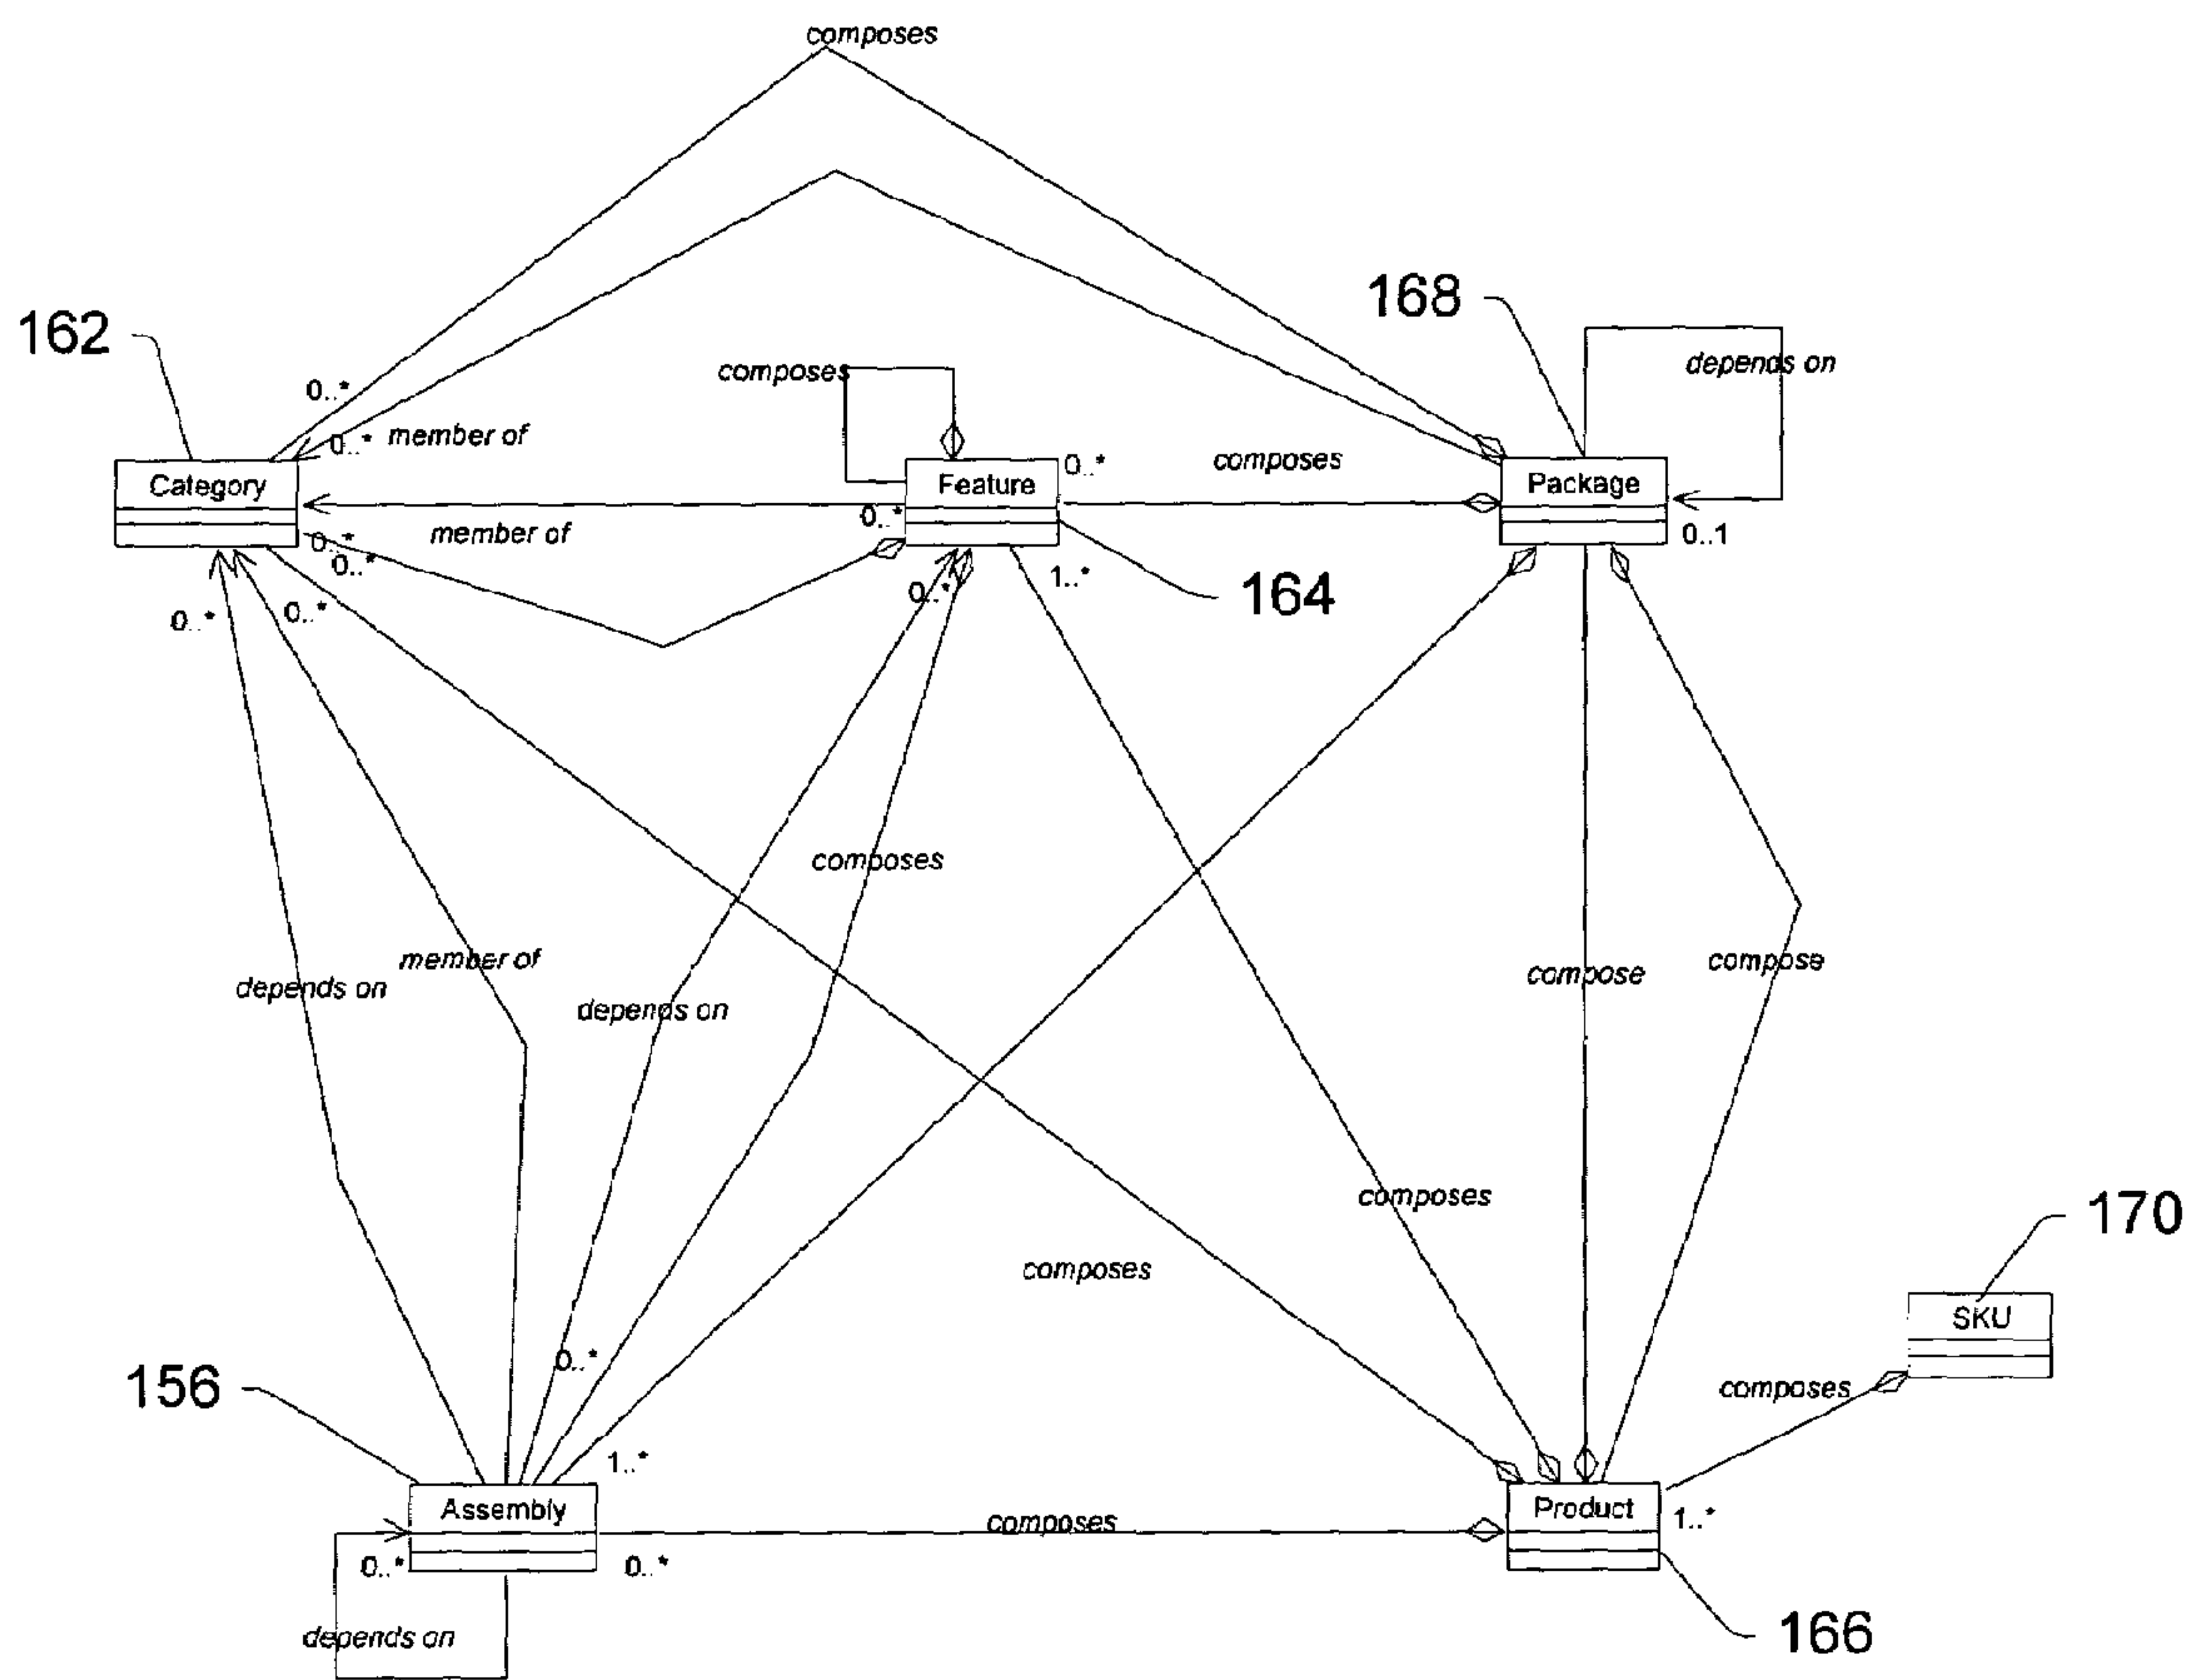 composes
168
162
depends on
composes
0..*
0..* member of
0..*
composes
Category
Feature
Package
0..*
member of
0..1
0..*
0..*
1..*
164
0..*
0..*
0..*
composes
member of
depends on
compose
compose
depends on
composes
170
composes
SKU
0..*
156
composes
1..*
Assembly
Product
1..*
composes
0..*
0..*
depends on
166